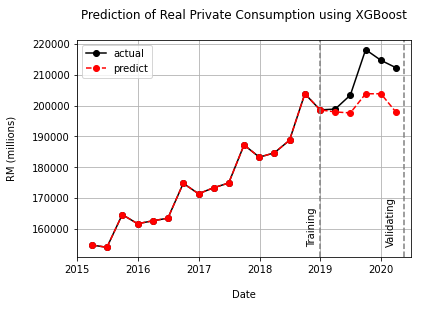 Prediction of Real Private Consumption using XGBoost
actual
predict
220000
210000
200000
190000
180000
170000
160000
RM (millions)
Training
Validating
2015
2016
2017
2018
2019
2020
Date